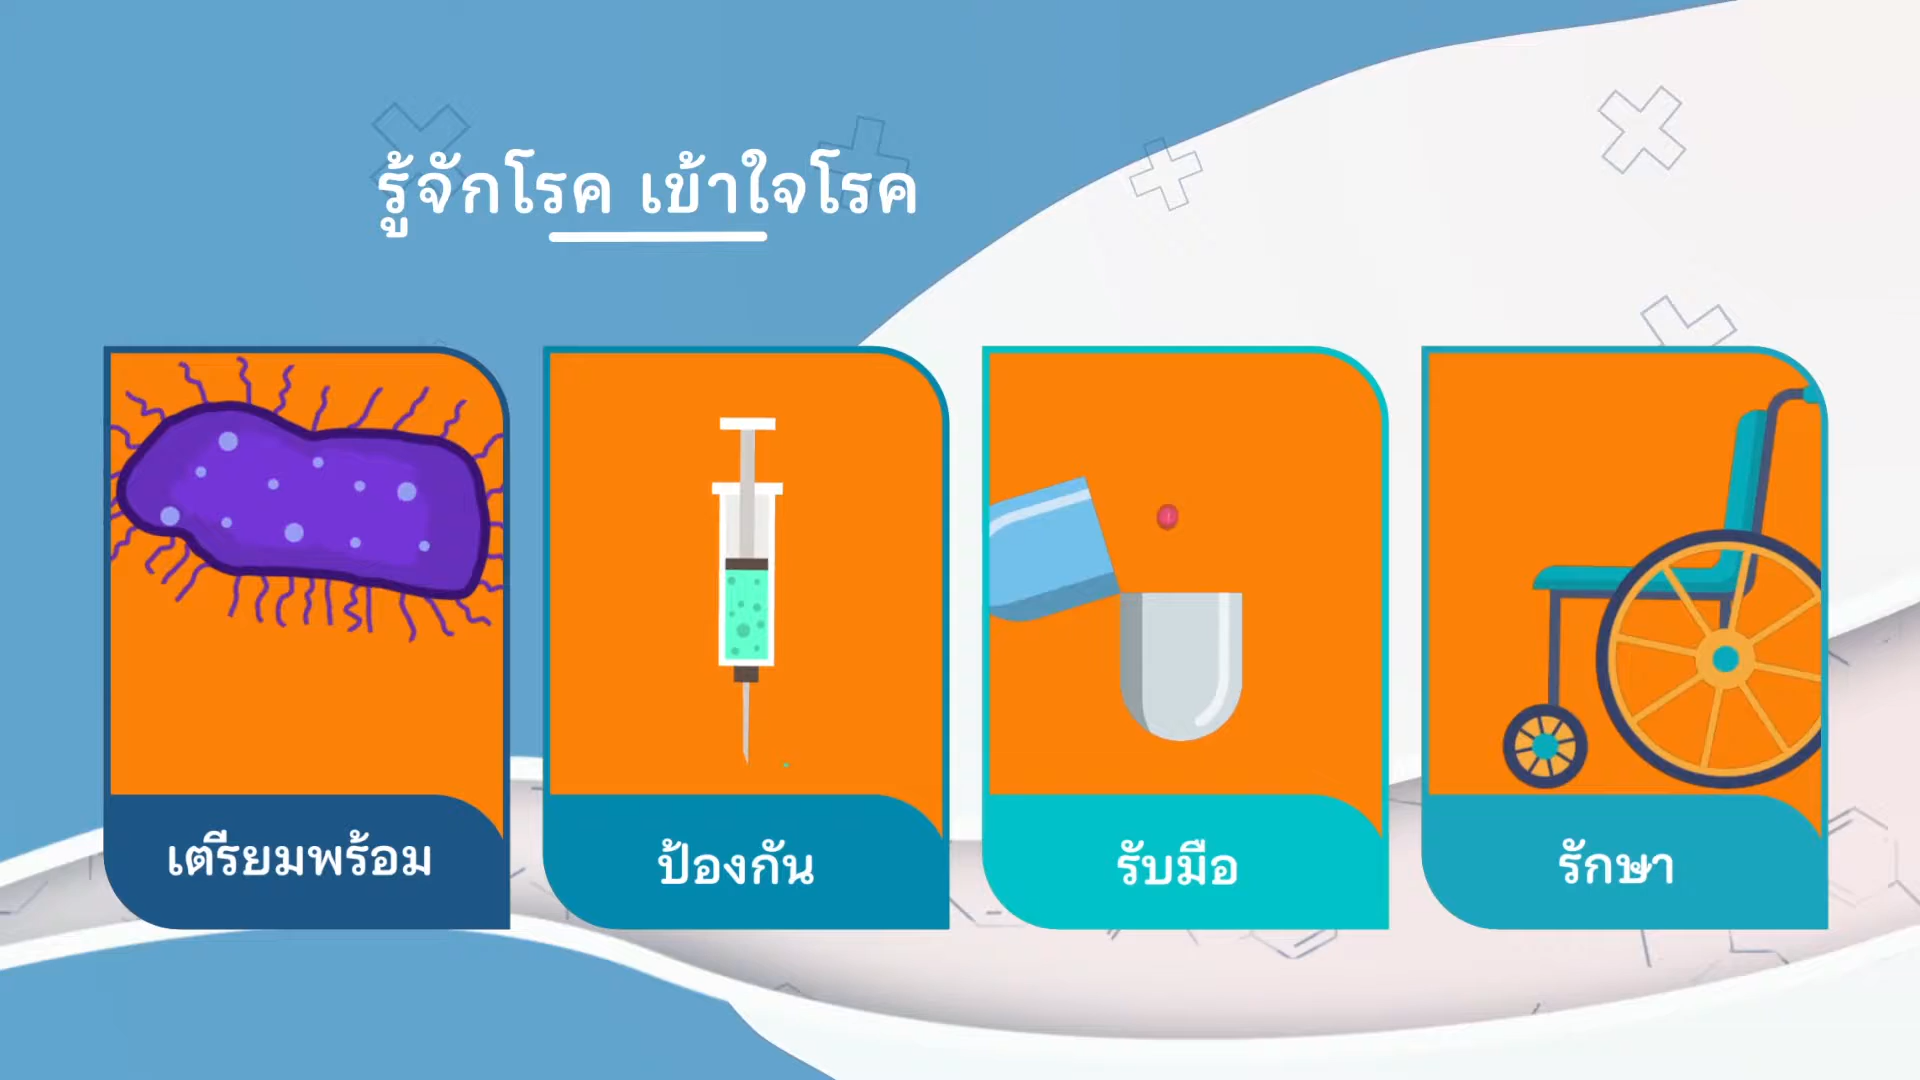 รู้จักโรค เข้าใจโรค
เตรียมพร้อม
ป้องกัน
รับมือ
รักษา